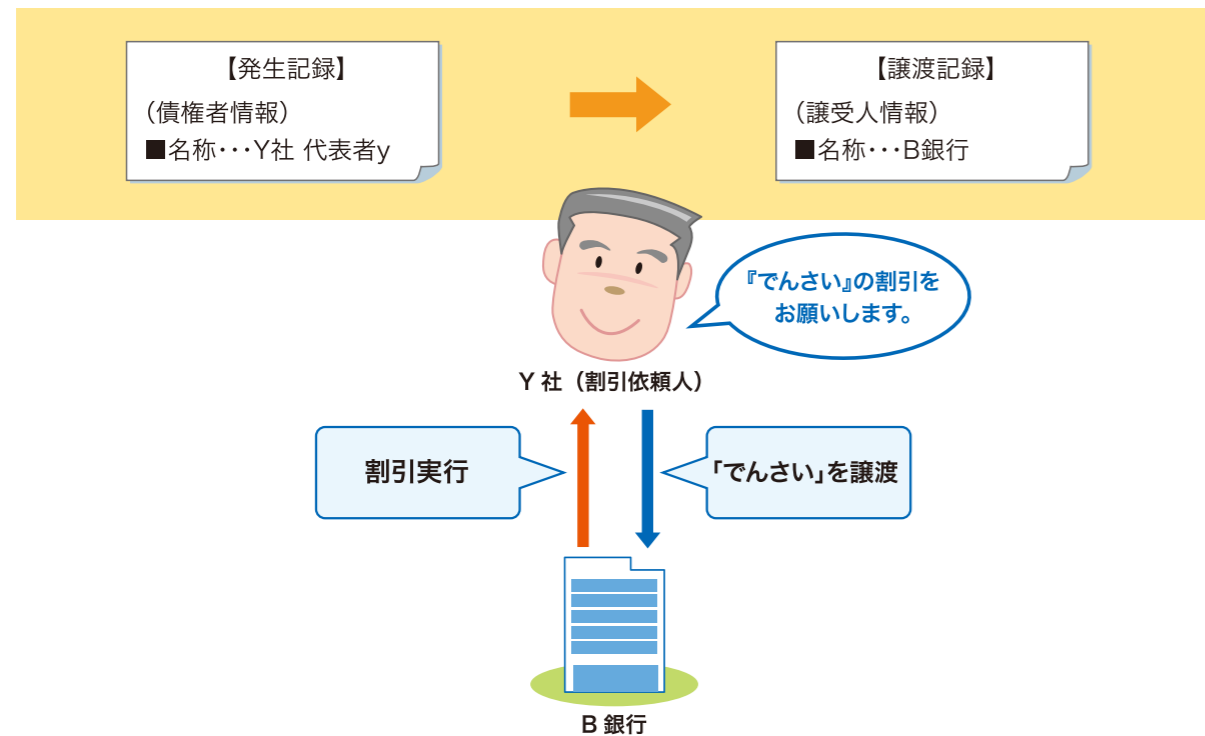 【発生記録】
(債権者情報)
■名称･･･Y社 代表者y
【譲渡記録】
(譲受人情報)
■名称･･･B銀行
『でんさい』の割引を
お願いします。
Y 社（割引依頼人）
割引実行
「でんさい」を譲渡
B 銀行